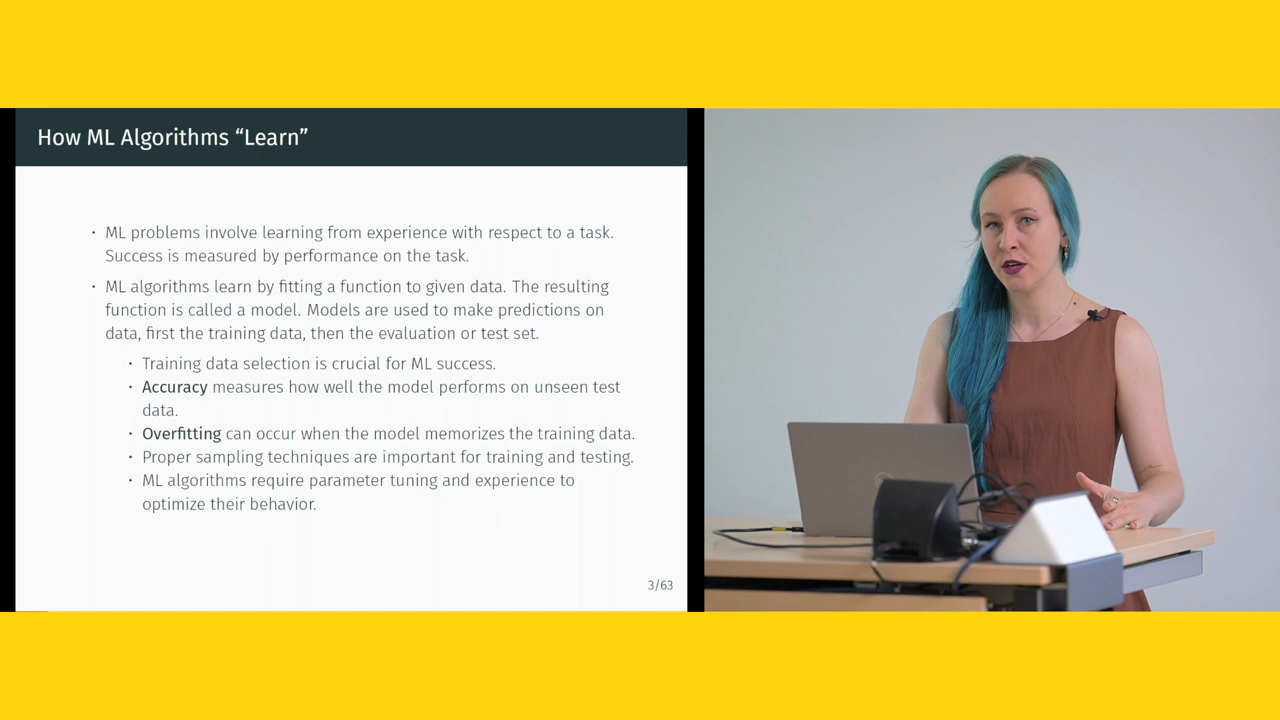 How ML Algorithms “Learn”
· ML problems involve learning from experience with respect to a task.
Success is measured by performance on the task.
· ML algorithms learn by fitting a function to given data. The resulting
function is called a model. Models are used to make predictions on
data, first the training data, then the evaluation or test set.
· Training data selection is crucial for ML success.
· Accuracy measures how well the model performs on unseen test
data.
· Overfitting can occur when the model memorizes the training data.
· Proper sampling techniques are important for training and testing.
· ML algorithms require parameter tuning and experience to
optimize their behavior.
3/63